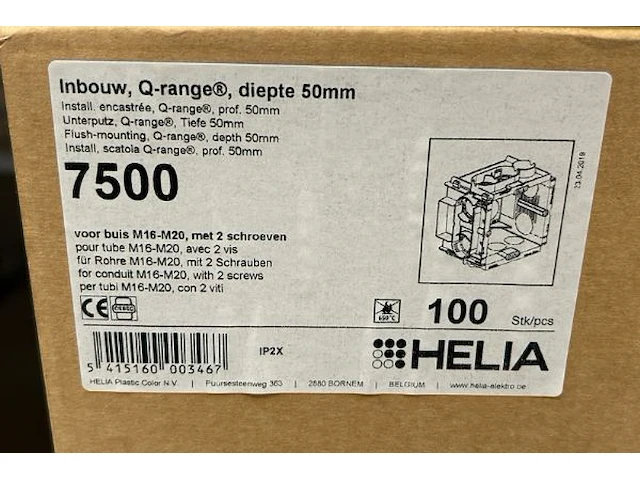 Inbouw, Q-range®, diepte 50mm
Install. encastrée, Q-range®, prof. 50mm
Unterputz, Q-range®, Tiefe 50mm
Flush-mounting, Q-range®, depth 50mm
Install, scatola Q-range®, prof. 50mm
7500
23.04.2019
voor buis M16-M20, met 2 schroeven
pour tube M16-M20, avec 2 vis
für Rohre M16-M20, mit 2 Schrauben
for conduit M16-M20, with 2 screws
per tubi M16-M20, con 2 viti
CE CEBEC
650°C
100 Stk/pcs
5 415160 003467
IP2X
HELIA
HELIA Plastic Color N.V. | Puursesteenweg 363 | 2880 BORNEM | BELGIUM | www.helia-elektro.be